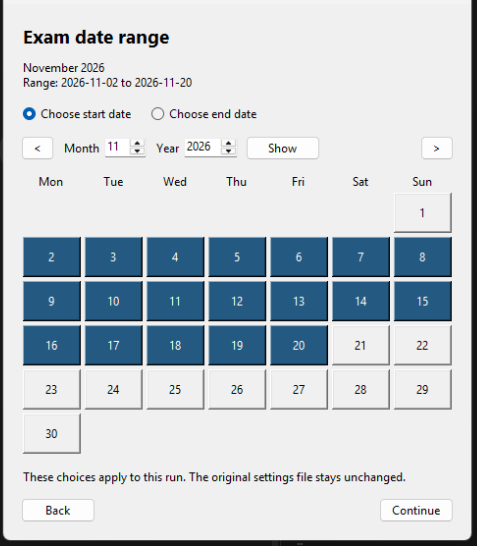 Exam date range
November 2026
Range: 2026-11-02 to 2026-11-20
Choose start date Choose end date
< Month 11 Year 2026 Show >
Mon Tue Wed Thu Fri Sat Sun
1
2 3 4 5 6 7 8
9 10 11 12 13 14 15
16 17 18 19 20 21 22
23 24 25 26 27 28 29
30
These choices apply to this run. The original settings file stays unchanged.
Back Continue